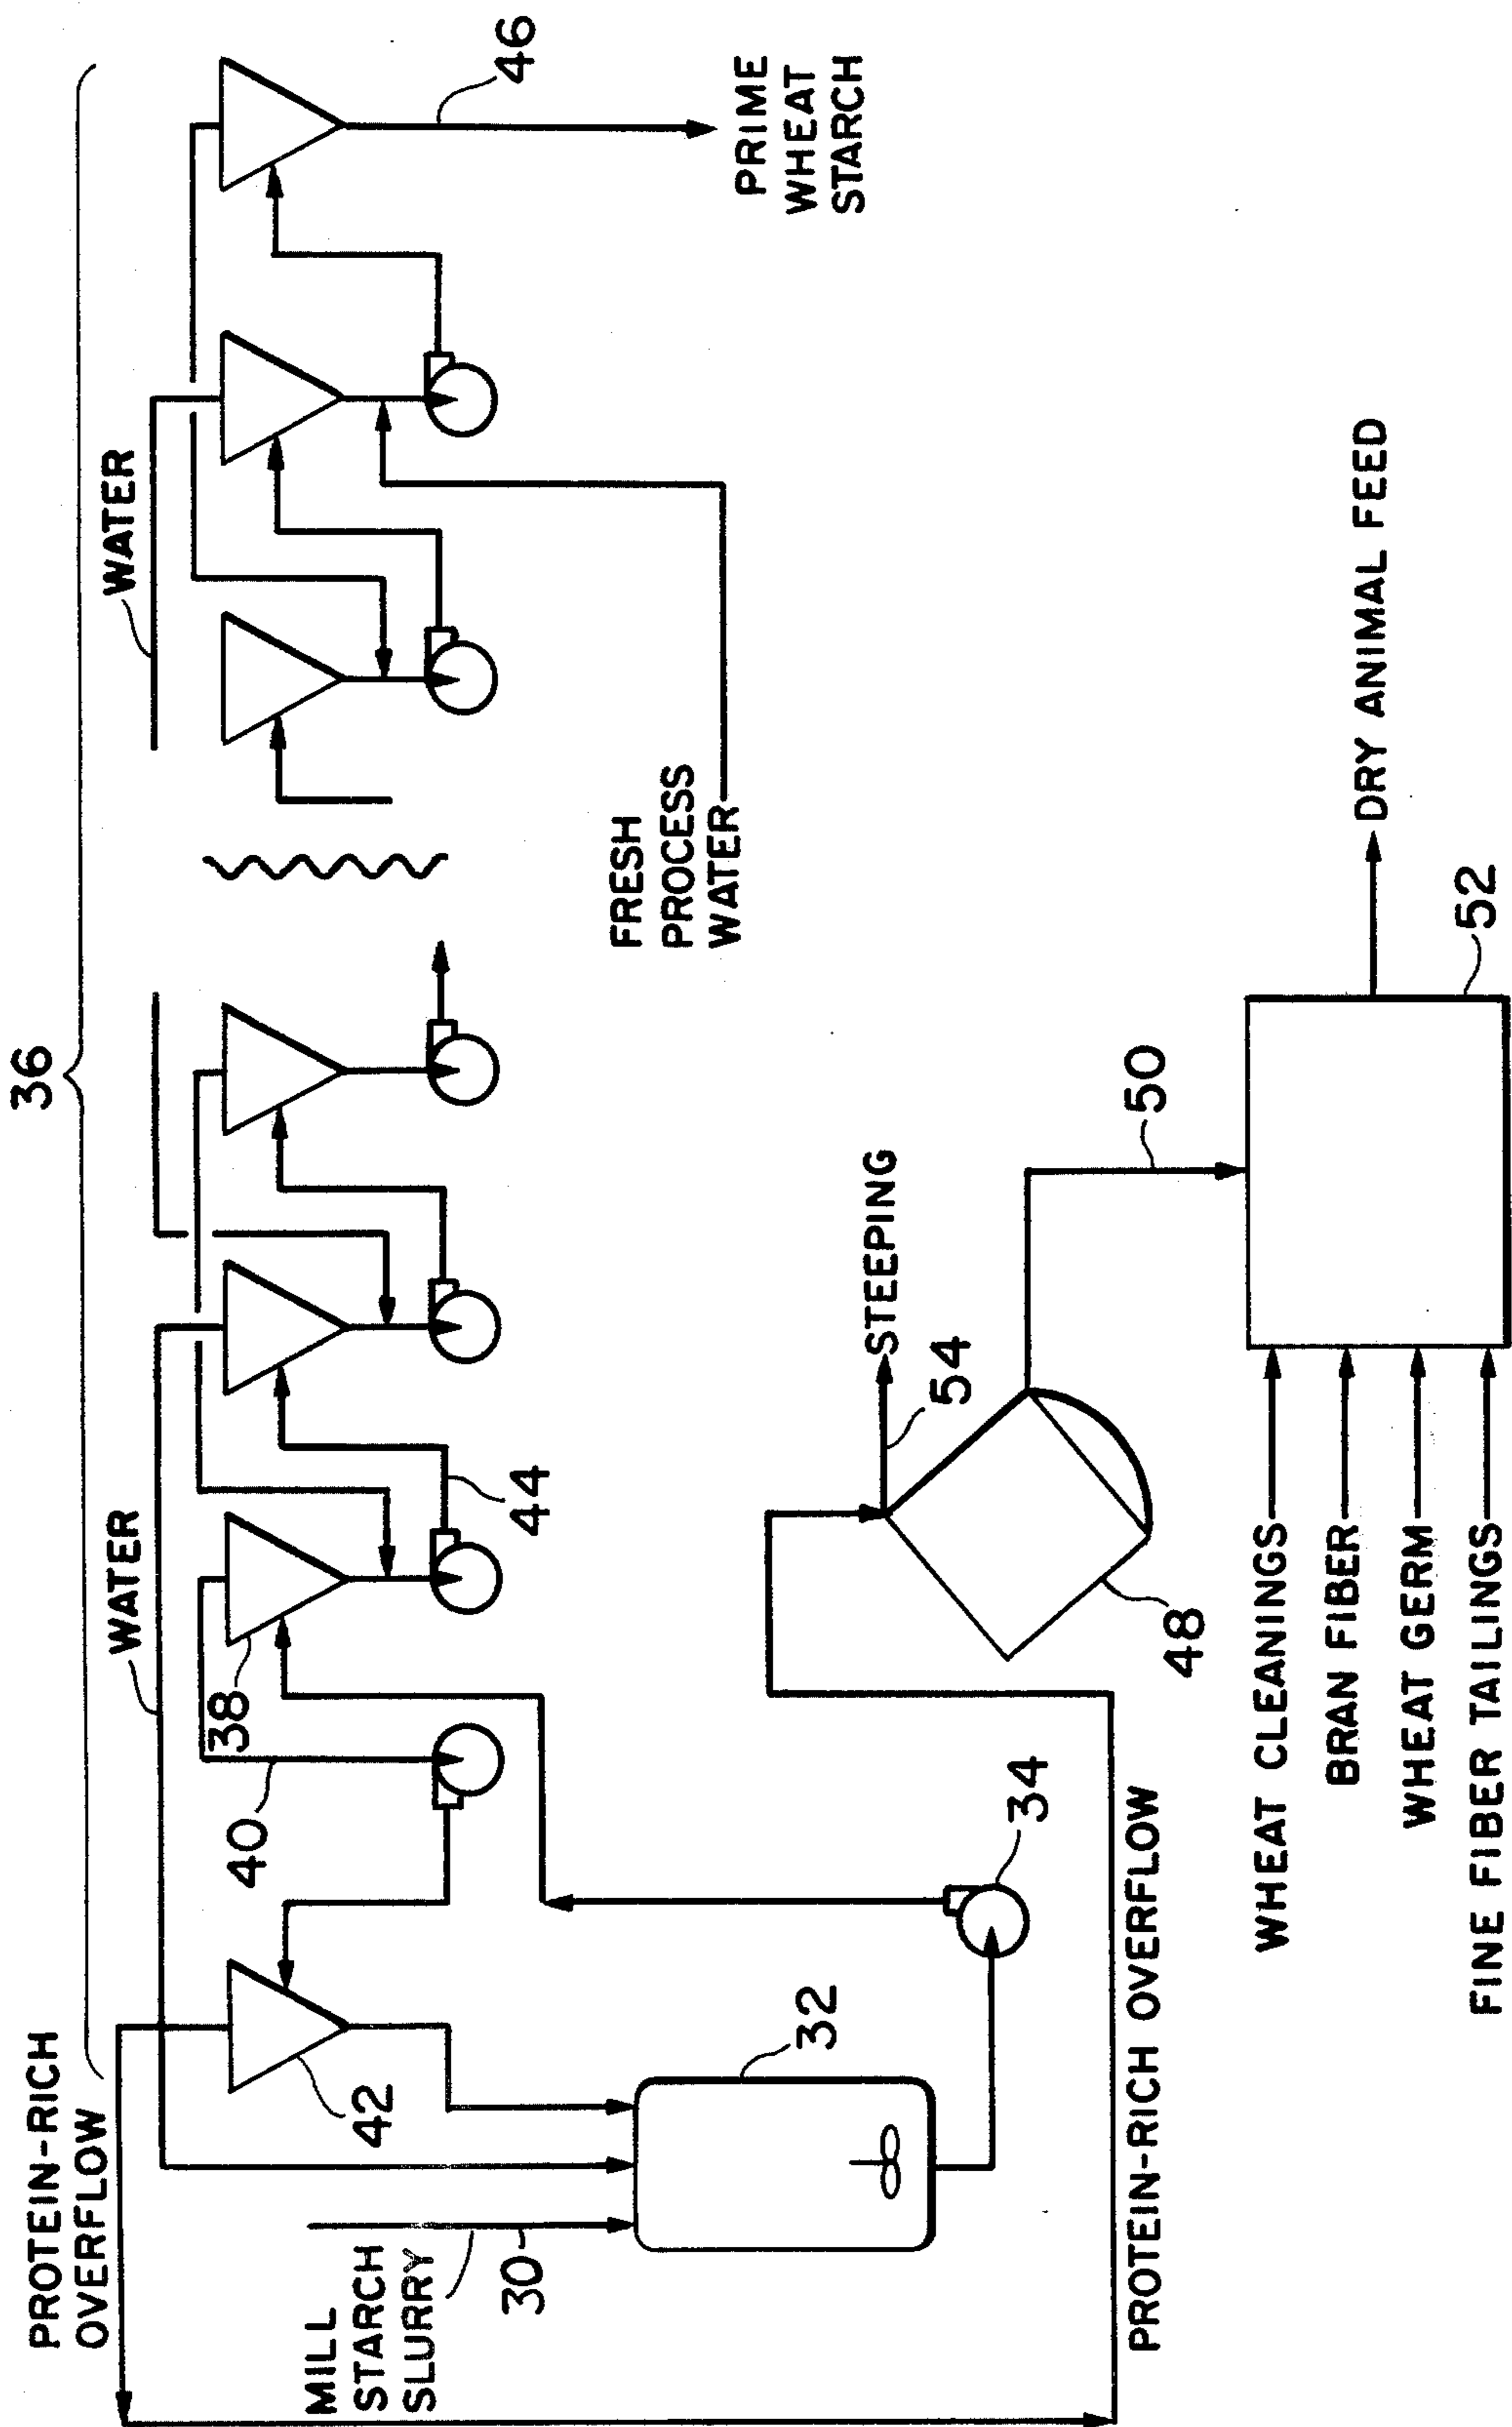 36
PROTEIN-RICH
OVERFLOW
WATER
WATER
38
40
42
44
46
PRIME
WHEAT
STARCH
MILL
STARCH
SLURRY
30
32
34
FRESH
PROCESS
WATER
PROTEIN-RICH OVERFLOW
STEEPING
54
48
50
WHEAT CLEANINGS
BRAN FIBER
WHEAT GERM
FINE FIBER TAILINGS
52
DRY ANIMAL FEED